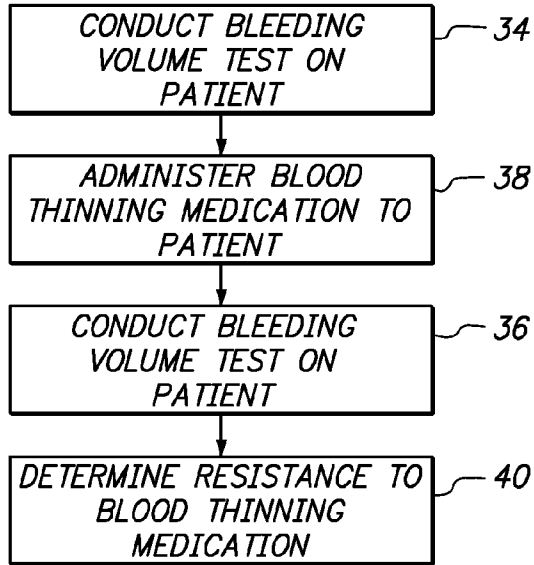 CONDUCT BLEEDING
VOLUME TEST ON
PATIENT
34
ADMINISTER BLOOD
THINNING MEDICATION TO
PATIENT
38
CONDUCT BLEEDING
VOLUME TEST ON
PATIENT
36
DETERMINE RESISTANCE TO
BLOOD THINNING
MEDICATION
40